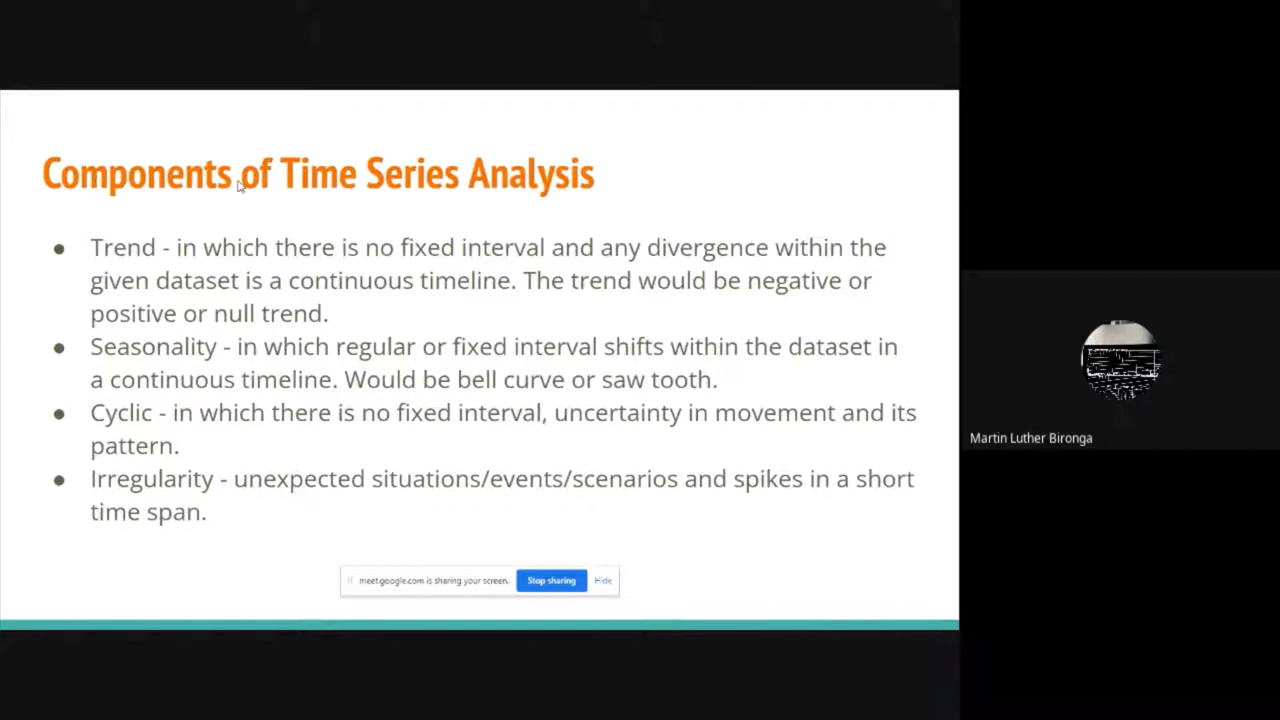 Components of Time Series Analysis
● Trend - in which there is no fixed interval and any divergence within the
given dataset is a continuous timeline. The trend would be negative or
positive or null trend.
● Seasonality - in which regular or fixed interval shifts within the dataset in
a continuous timeline. Would be bell curve or saw tooth.
● Cyclic - in which there is no fixed interval, uncertainty in movement and its
pattern.
● Irregularity - unexpected situations/events/scenarios and spikes in a short
time span.
meet.google.com is sharing your screen. Stop sharing Hide
Martin Luther Bironga